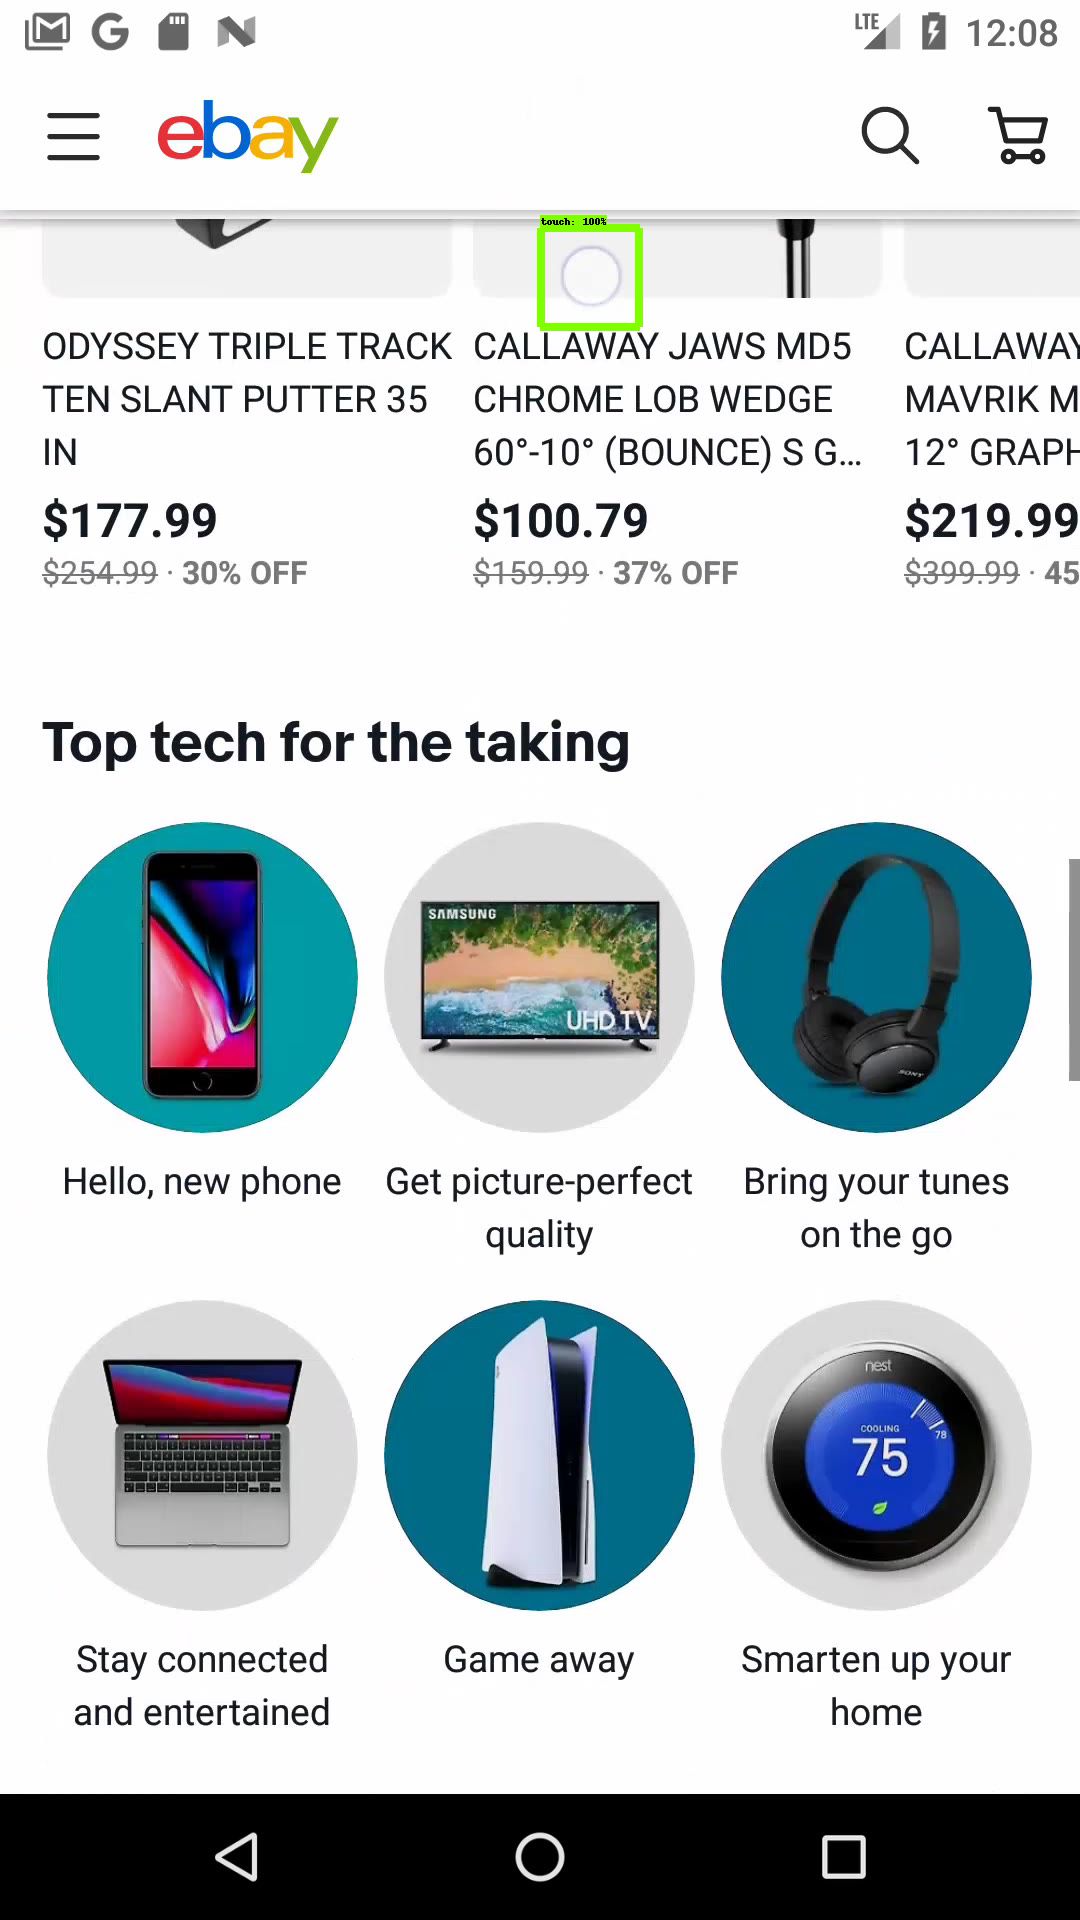 LTE 12:08
ebay
touch: 100%
ODYSSEY TRIPLE TRACK
TEN SLANT PUTTER 35
IN
$177.99
$254.99 · 30% OFF
CALLAWAY JAWS MD5
CHROME LOB WEDGE
60°-10° (BOUNCE) S G...
$100.79
$159.99 · 37% OFF
CALLAWAY
MAVRIK M
12° GRAPH
$219.99
$399.99 · 45
Top tech for the taking
SAMSUNG
UHD TV
SONY
Hello, new phone
Get picture-perfect
quality
Bring your tunes
on the go
nest
COOLING
78
75
Stay connected
and entertained
Game away
Smarten up your
home